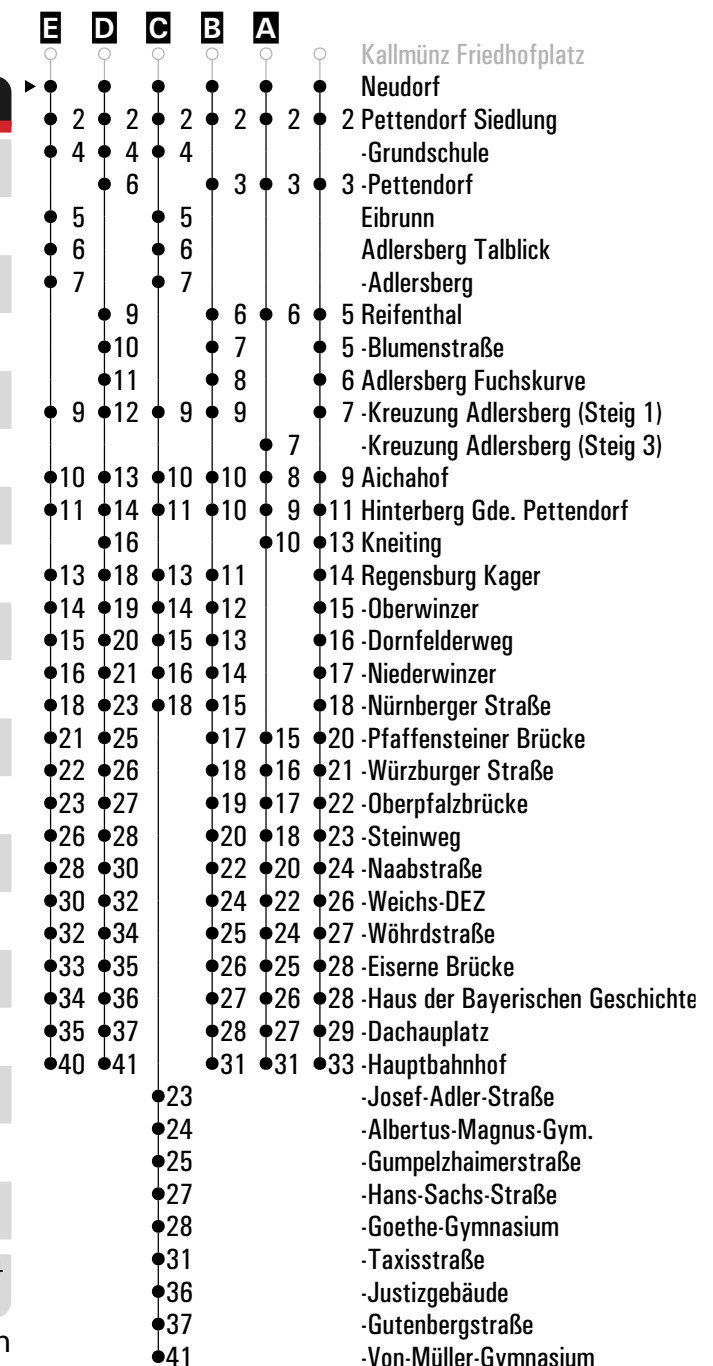 E D C B A
Kallmünz Friedhofplatz
Neudorf
2 2 2 2 2 2 Pettendorf Siedlung
4 4 4 -Grundschule
6 3 3 3 -Pettendorf
5 5 Eibrunn
6 6 Adlersberg Talblick
7 7 -Adlersberg
9 6 6 5 Reifenthal
10 7 5 -Blumenstraße
11 8 6 Adlersberg Fuchskurve
9 12 9 9 7 -Kreuzung Adlersberg (Steig 1)
7 -Kreuzung Adlersberg (Steig 3)
10 13 10 10 8 9 Aichahof
11 14 11 10 9 11 Hinterberg Gde. Pettendorf
16 10 13 Kneiting
13 18 13 11 14 Regensburg Kager
14 19 14 12 15 -Oberwinzer
15 20 15 13 16 -Dornfelderweg
16 21 16 14 17 -Niederwinzer
18 23 18 15 18 -Nürnberger Straße
21 25 17 15 20 -Pfaffensteiner Brücke
22 26 18 16 21 -Würzburger Straße
23 27 19 17 22 -Oberpfalzbrücke
26 28 20 18 23 -Steinweg
28 30 22 20 24 -Naabstraße
30 32 24 22 26 -Weichs-DEZ
32 34 25 24 27 -Wöhrdstraße
33 35 26 25 28 -Eiserne Brücke
34 36 27 26 28 -Haus der Bayerischen Geschichte
35 37 28 27 29 -Dachauplatz
40 41 31 31 33 -Hauptbahnhof
23 -Josef-Adler-Straße
24 -Albertus-Magnus-Gym.
25 -Gumpelzhaimerstraße
27 -Hans-Sachs-Straße
28 -Goethe-Gymnasium
31 -Taxisstraße
36 -Justizgebäude
37 -Gutenbergstraße
41 -Von-Müller-Gymnasium